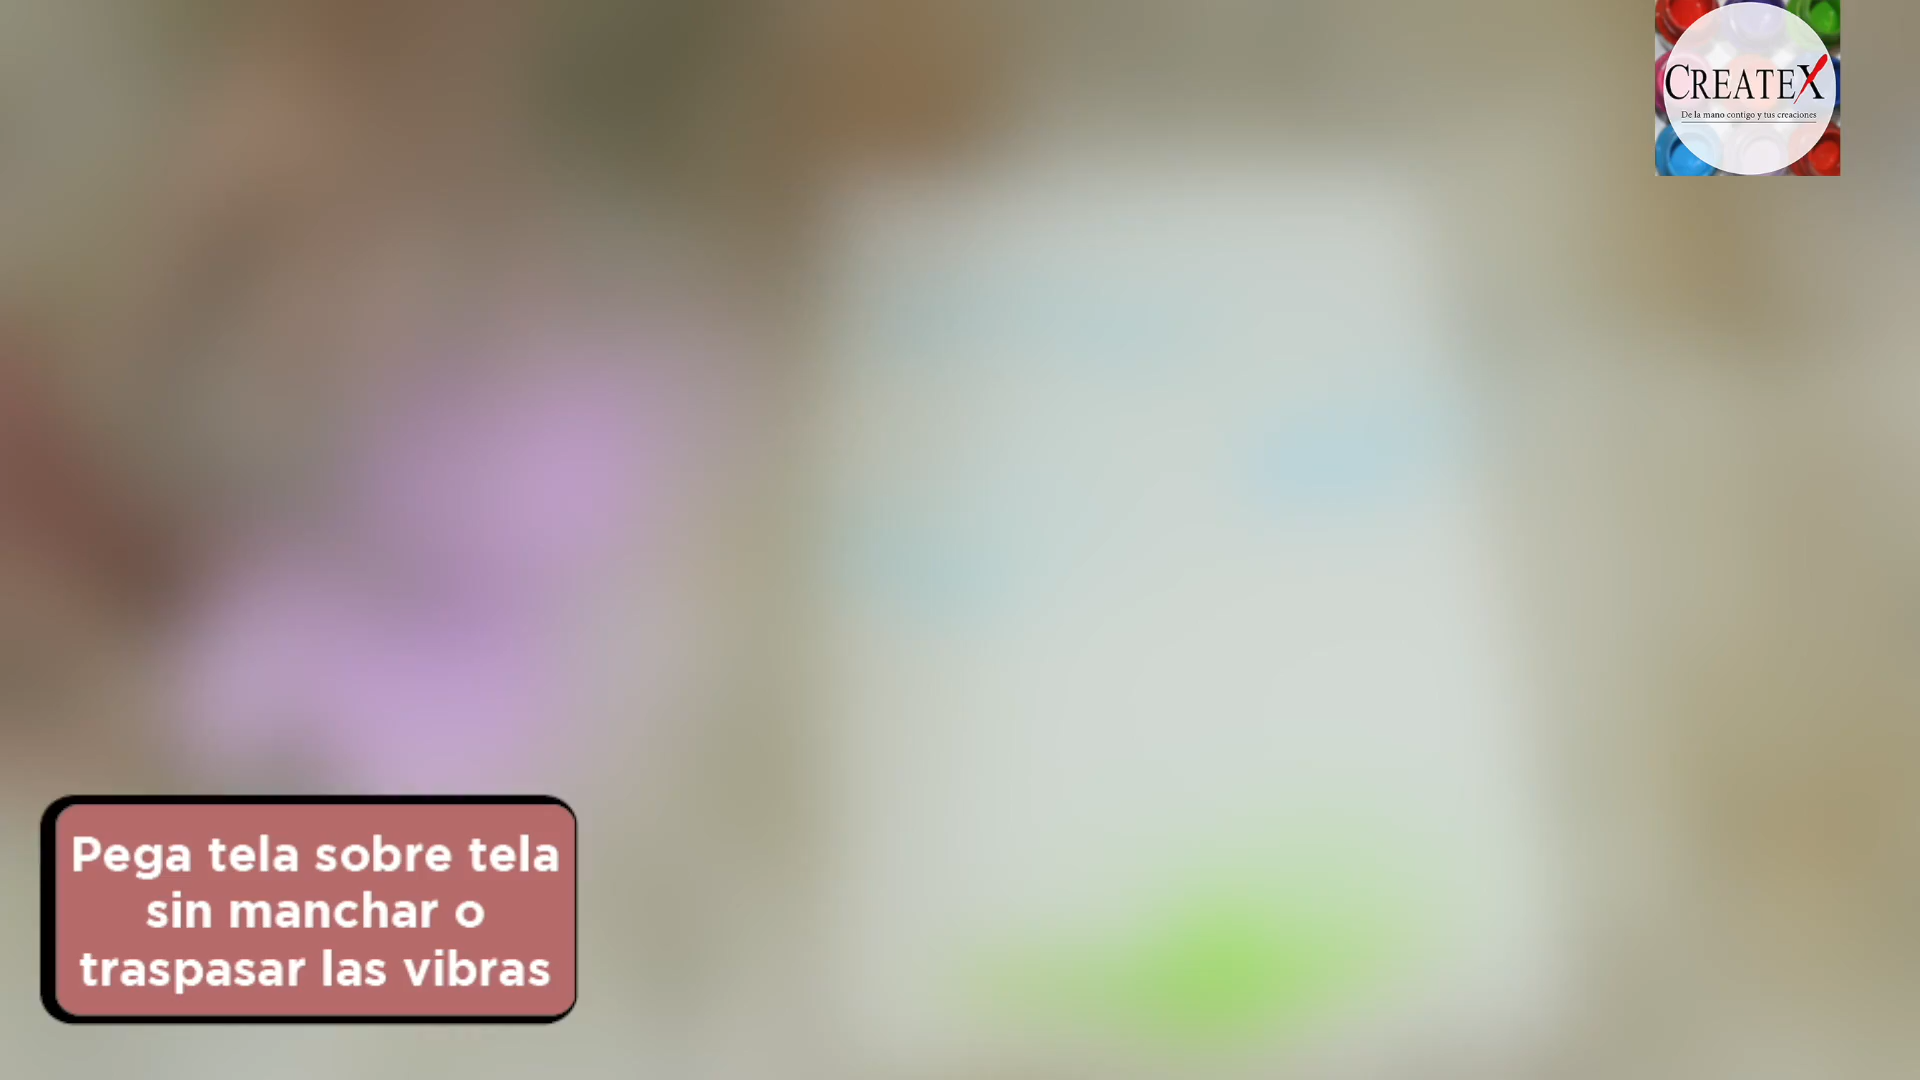 CREATEX
De la mano contigo y tus creaciones
Pega tela sobre tela
sin manchar o
traspasar las vibras